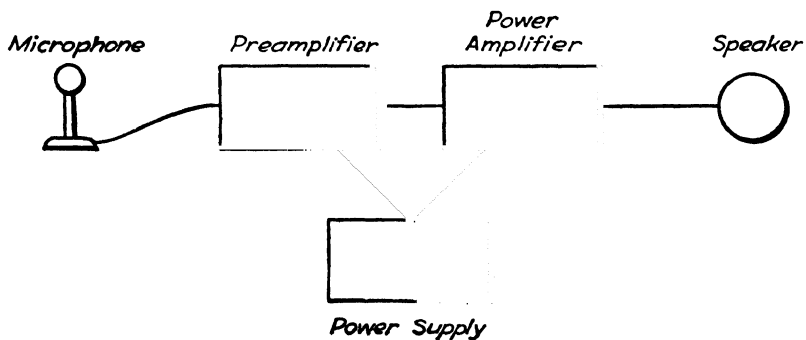 Microphone
Preamplifier
Power
Amplifier
Speaker
Power Supply